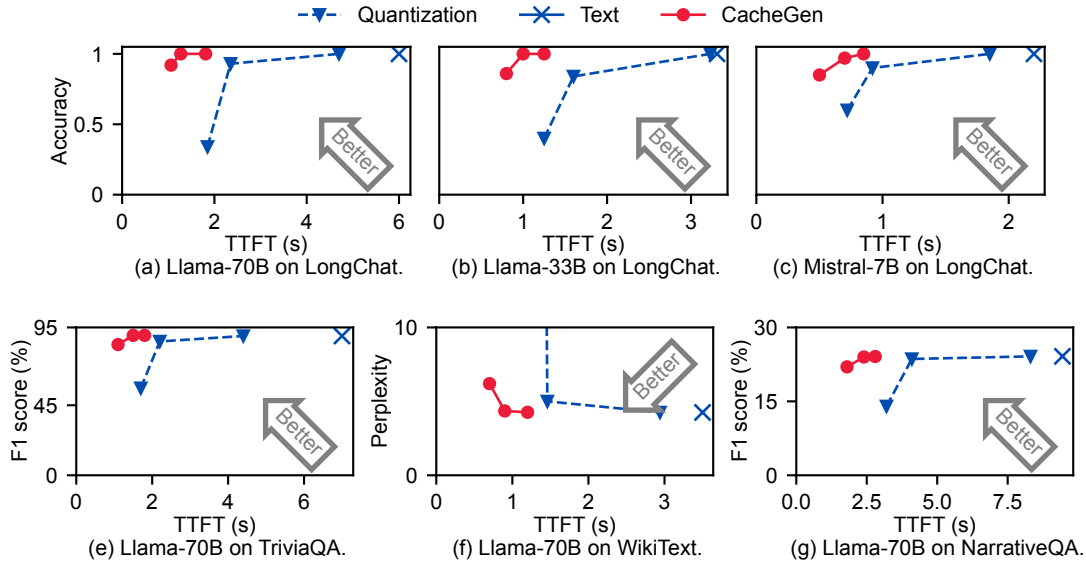 Quantization Text CacheGen
Accuracy
1
0.5
0
Better
0 2 4 6
TTFT (s)
(a) Llama-70B on LongChat.
Better
0 1 2 3
TTFT (s)
(b) Llama-33B on LongChat.
Better
0 1 2
TTFT (s)
(c) Mistral-7B on LongChat.
F1 score (%)
95
45
0
Better
0 2 4 6
TTFT (s)
(e) Llama-70B on TriviaQA.
Perplexity
10
0
Better
0 1 2 3
TTFT (s)
(f) Llama-70B on WikiText.
F1 score (%)
30
15
0
Better
0.0 2.5 5.0 7.5
TTFT (s)
(g) Llama-70B on NarrativeQA.